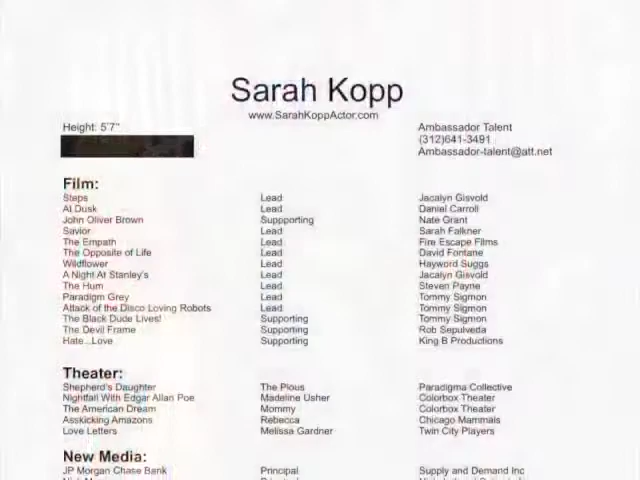 Sarah Kopp
www.SarahKoppActor.com
Height: 5'7" Ambassador Talent
(312)641-3491
Ambassador-talent@att.net
Film:
Steps Lead Jacalyn Gisvold
At Dusk Lead Daniel Carroll
John Oliver Brown Suppporting Nate Grant
Savior Lead Sarah Falkner
The Empath Lead Fire Escape Films
The Opposite of Life Lead David Fontane
Wildflower Lead Hayword Suggs
A Night At Stanley's Lead Jacalyn Gisvold
The Hum Lead Steven Payne
Paradigm Grey Lead Tommy Sigmon
Attack of the Disco Loving Robots Lead Tommy Sigmon
The Black Dude Lives! Supporting Tommy Sigmon
The Devil Frame Supporting Rob Sepulveda
Hate...Love Supporting King B Productions
Theater:
Shepherd's Daughter The Pious Paradigma Collective
Nightfall With Edgar Allan Poe Madeline Usher Colorbox Theater
The American Dream Mommy Colorbox Theater
Asskicking Amazons Rebecca Chicago Mammals
Love Letters Melissa Gardner Twin City Players
New Media:
JP Morgan Chase Bank Principal Supply and Demand Inc